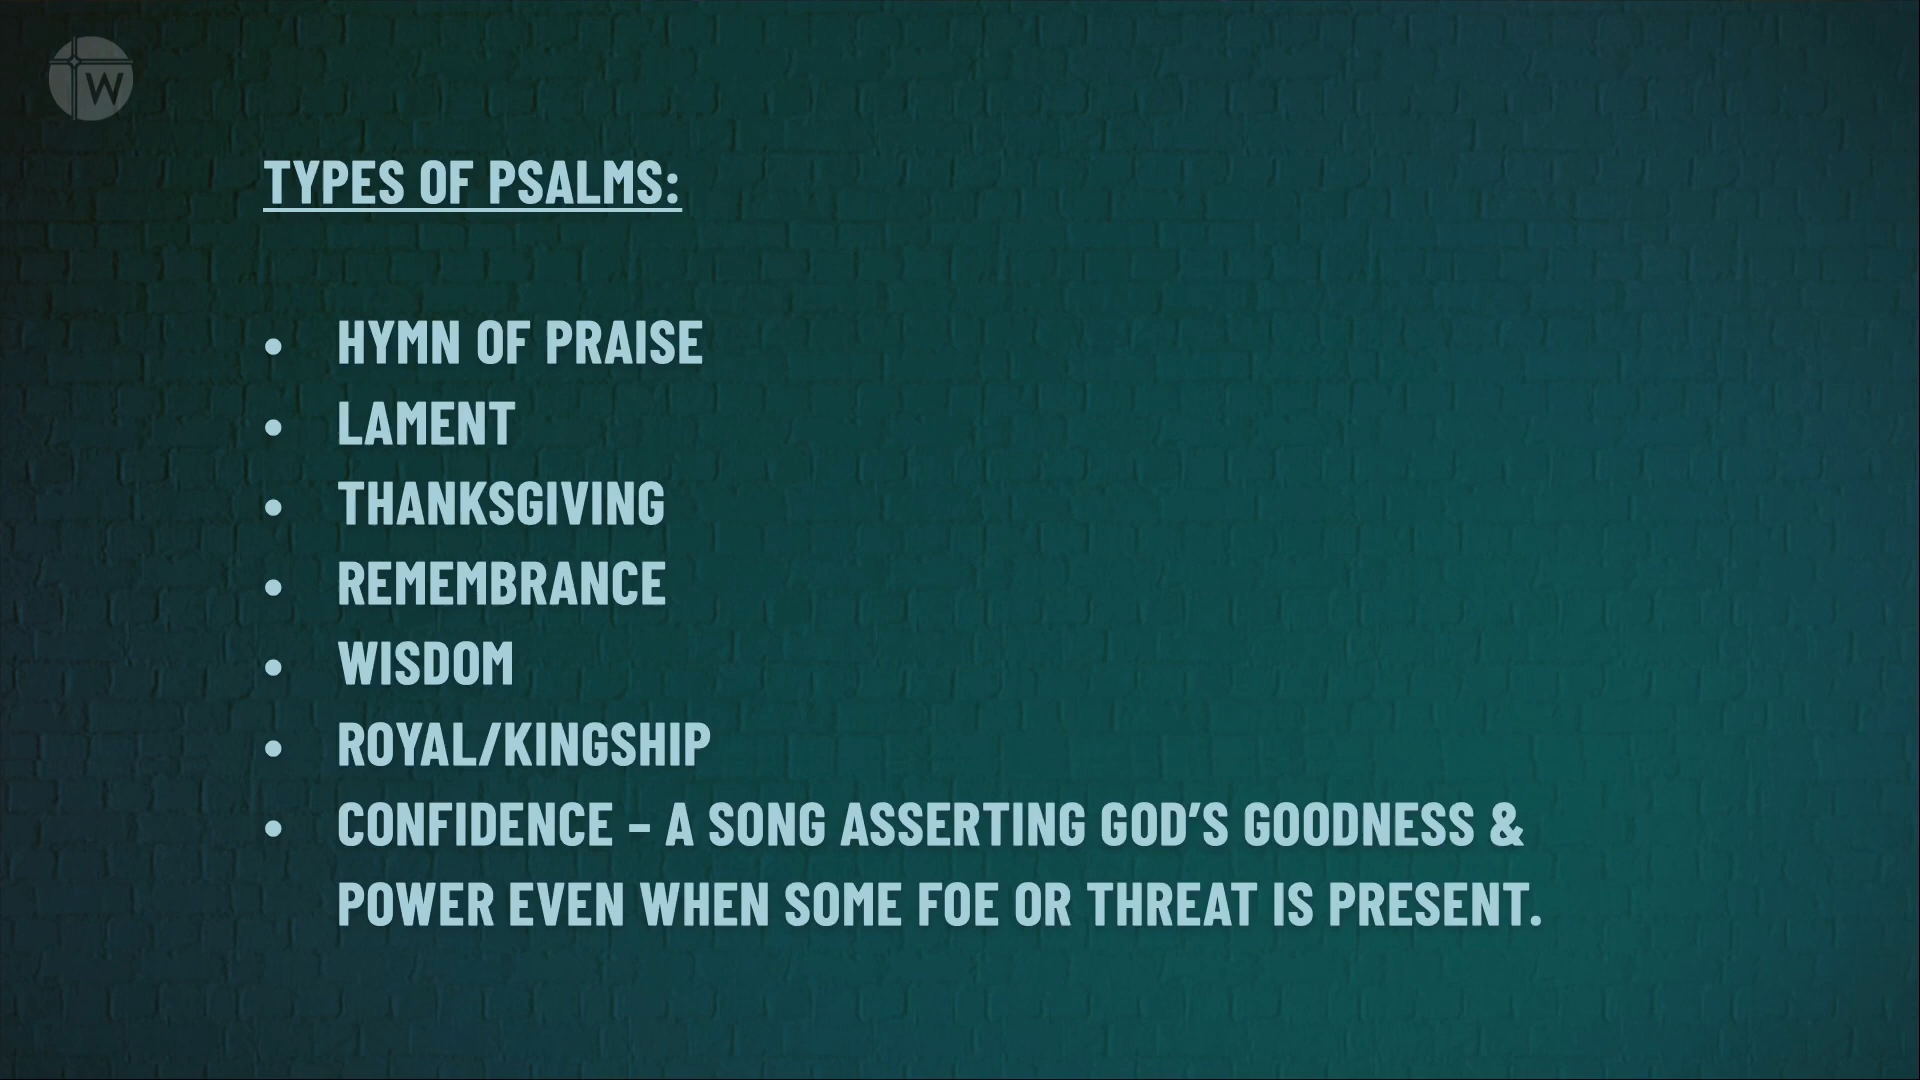 W
TYPES OF PSALMS:
• HYMN OF PRAISE
• LAMENT
• THANKSGIVING
• REMEMBRANCE
• WISDOM
• ROYAL/KINGSHIP
• CONFIDENCE – A SONG ASSERTING GOD’S GOODNESS &
POWER EVEN WHEN SOME FOE OR THREAT IS PRESENT.